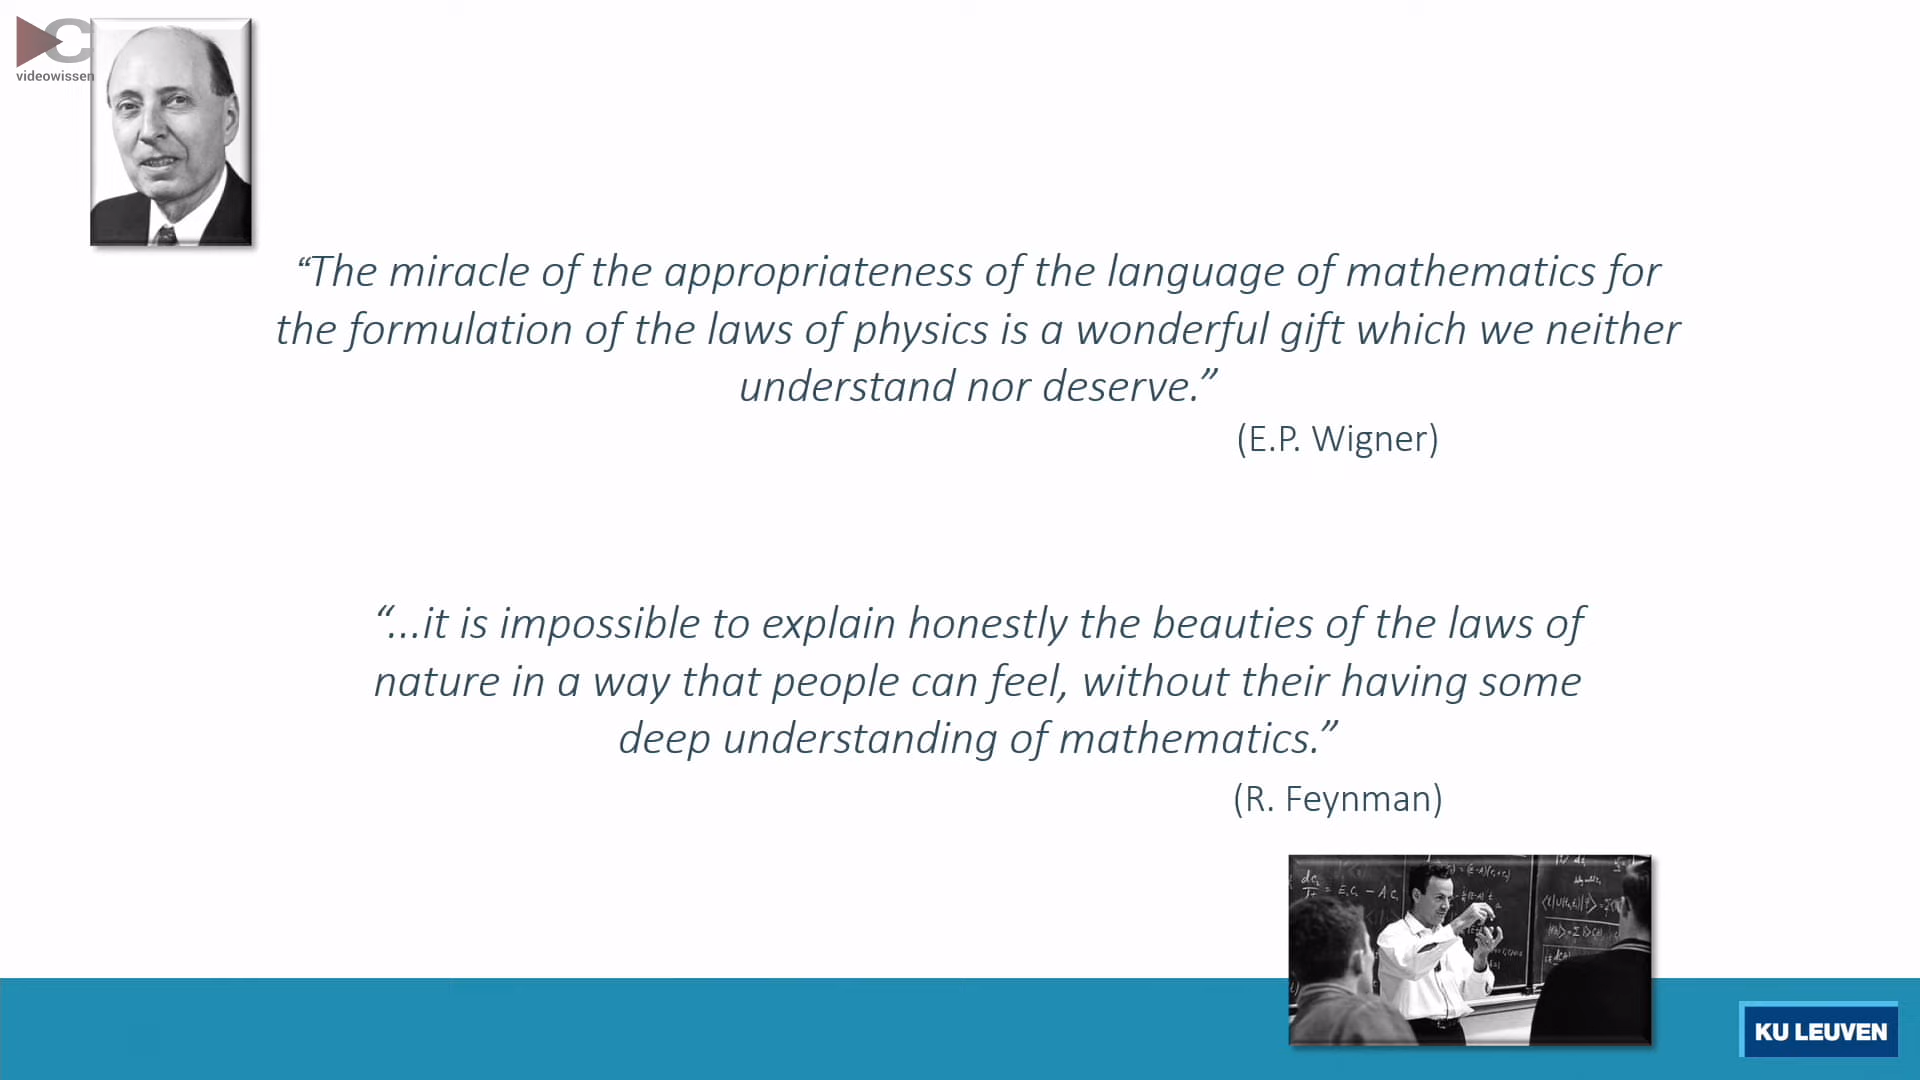 C
videowissen
“The miracle of the appropriateness of the language of mathematics for
the formulation of the laws of physics is a wonderful gift which we neither
understand nor deserve.”
(E.P. Wigner)
“...it is impossible to explain honestly the beauties of the laws of
nature in a way that people can feel, without their having some
deep understanding of mathematics.”
(R. Feynman)
KU LEUVEN